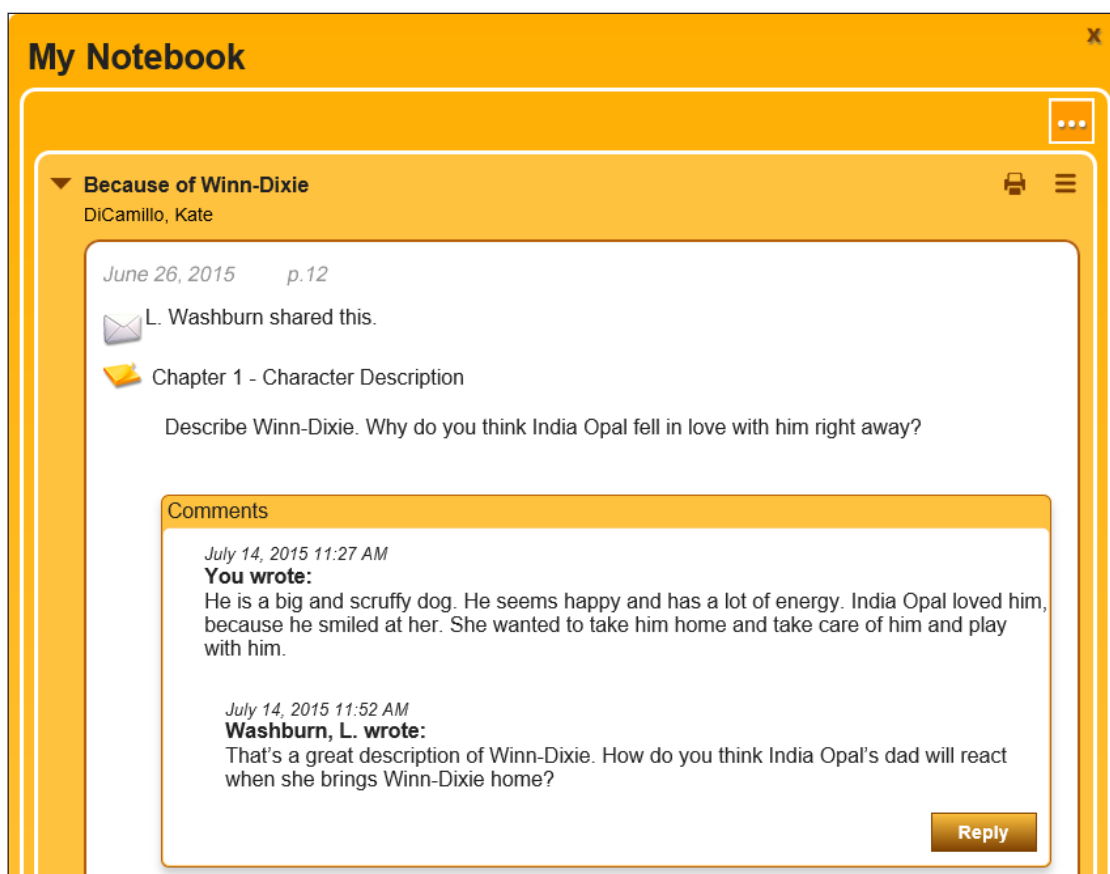 My Notebook
x
Because of Winn-Dixie
DiCamillo, Kate
June 26, 2015 p.12
L. Washburn shared this.
Chapter 1 - Character Description
Describe Winn-Dixie. Why do you think India Opal fell in love with him right away?
Comments
July 14, 2015 11:27 AM
You wrote:
He is a big and scruffy dog. He seems happy and has a lot of energy. India Opal loved him,
because he smiled at her. She wanted to take him home and take care of him and play
with him.
July 14, 2015 11:52 AM
Washburn, L. wrote:
That’s a great description of Winn-Dixie. How do you think India Opal’s dad will react
when she brings Winn-Dixie home?
Reply